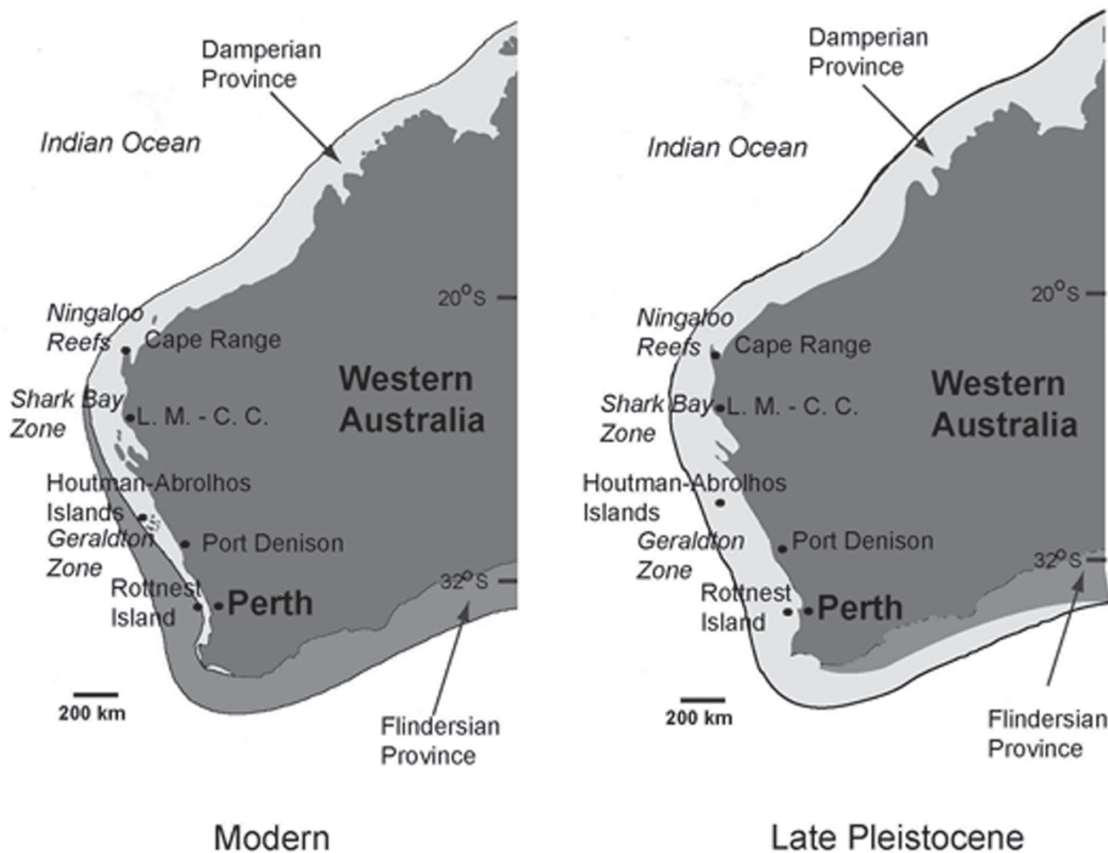 Damperian
Province
Indian Ocean
20°S
Ningaloo
Reefs
Cape Range
Western
Australia
Shark Bay
Zone
L. M. - C. C.
Houtman-Abrolhos
Islands
Geraldton
Zone
Port Denison
32°S
Rottnest
Island
Perth
200 km
Flindersian
Province
Modern
Damperian
Province
Indian Ocean
20°S
Ningaloo
Reefs
Cape Range
Western
Australia
Shark Bay
Zone
L. M. - C. C.
Houtman-Abrolhos
Islands
Geraldton
Zone
Port Denison
32°S
Rottnest
Island
Perth
200 km
Flindersian
Province
Late Pleistocene